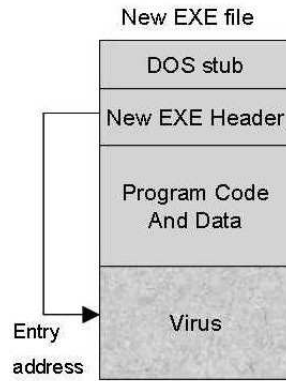 New EXE file
DOS stub
New EXE Header
Program Code
And Data
Virus
Entry
address